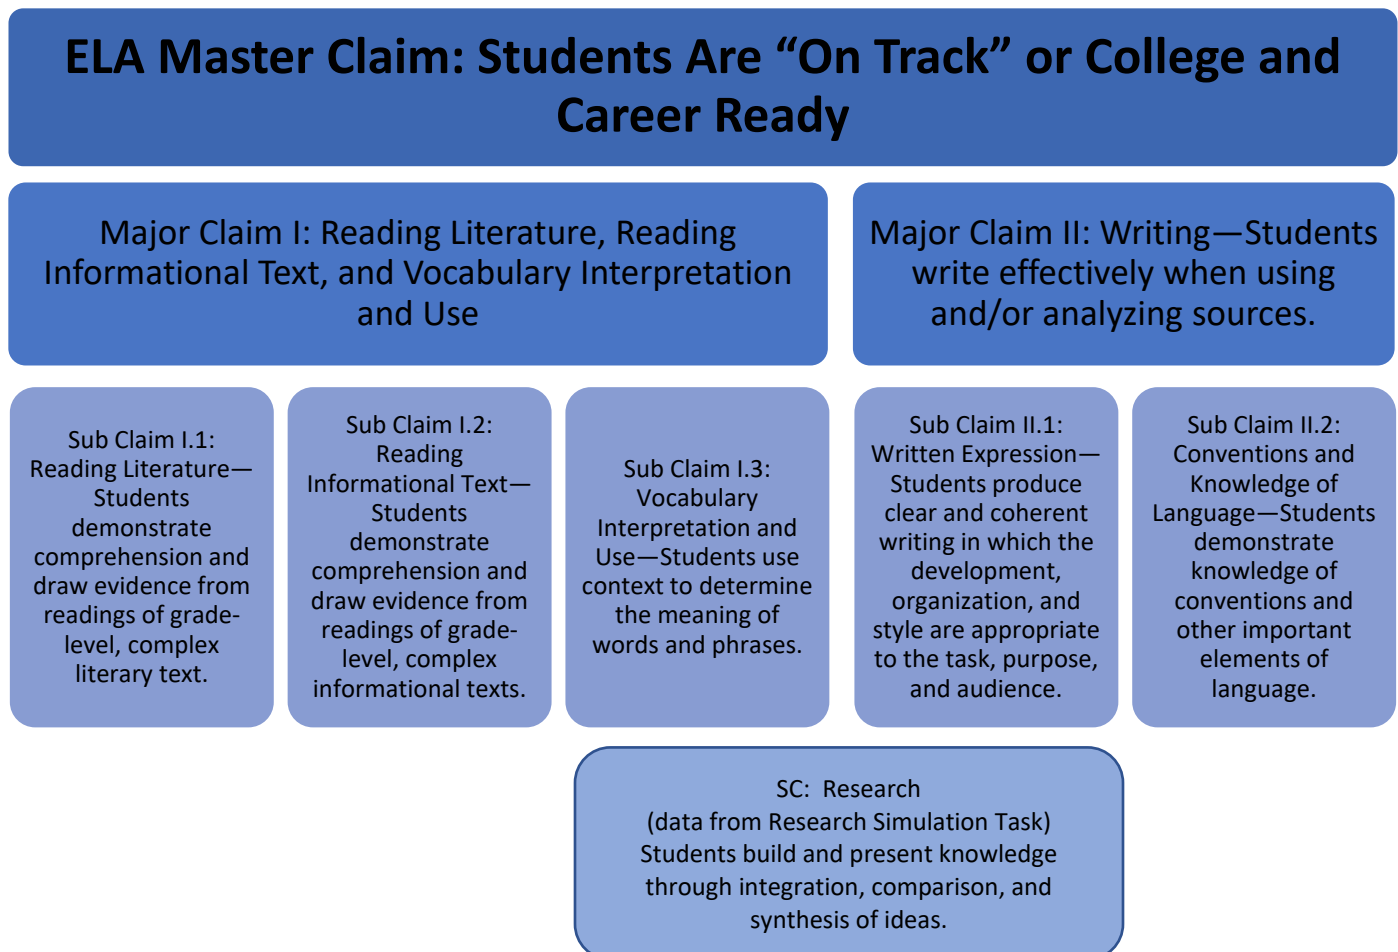 ELA Master Claim: Students Are “On Track” or College and
Career Ready
Major Claim I: Reading Literature, Reading
Informational Text, and Vocabulary Interpretation
and Use
Major Claim II: Writing—Students
write effectively when using
and/or analyzing sources.
Sub Claim I.1:
Reading Literature—
Students
demonstrate
comprehension and
draw evidence from
readings of grade-
level, complex
literary text.
Sub Claim I.2:
Reading
Informational Text—
Students
demonstrate
comprehension and
draw evidence from
readings of grade-
level, complex
informational texts.
Sub Claim I.3:
Vocabulary
Interpretation and
Use—Students use
context to determine
the meaning of
words and phrases.
Sub Claim II.1:
Written Expression—
Students produce
clear and coherent
writing in which the
development,
organization, and
style are appropriate
to the task, purpose,
and audience.
Sub Claim II.2:
Conventions and
Knowledge of
Language—Students
demonstrate
knowledge of
conventions and
other important
elements of
language.
SC:  Research
(data from Research Simulation Task)
Students build and present knowledge
through integration, comparison, and
synthesis of ideas.